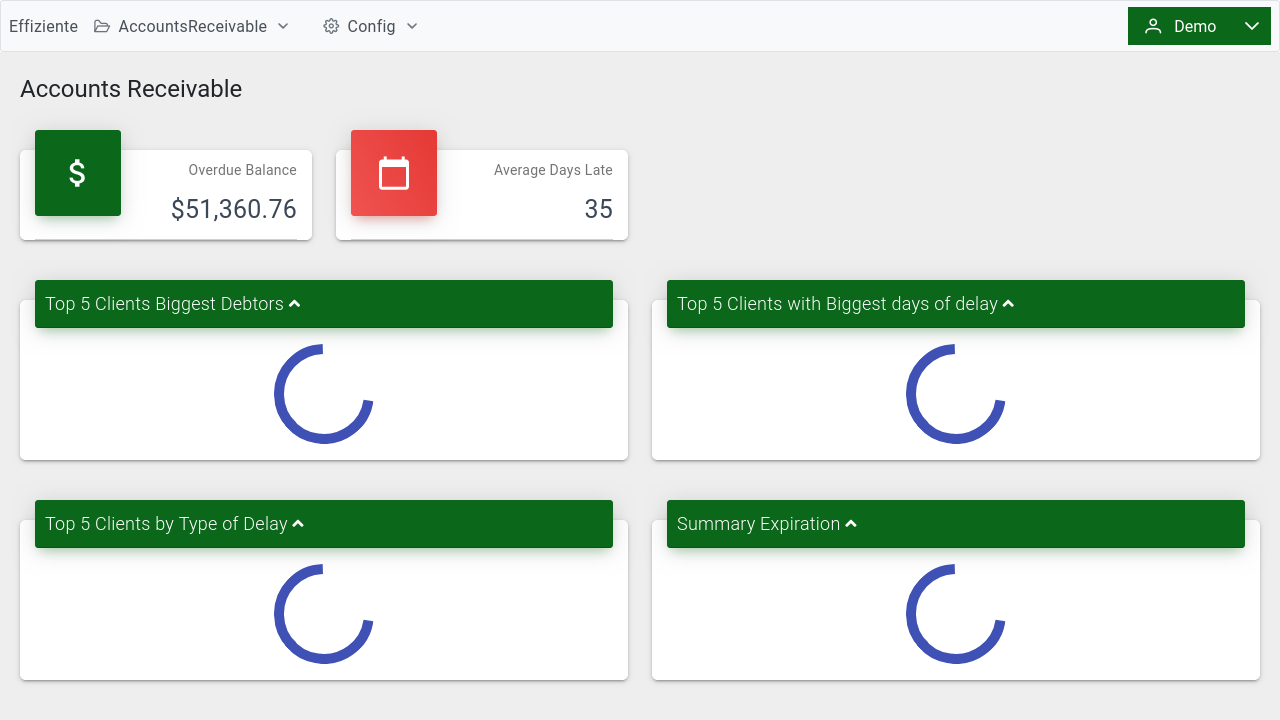 Effiziente AccountsReceivable Config Demo
Accounts Receivable
Overdue Balance
$51,360.76
Average Days Late
35
Top 5 Clients Biggest Debtors
Top 5 Clients with Biggest days of delay
Top 5 Clients by Type of Delay
Summary Expiration